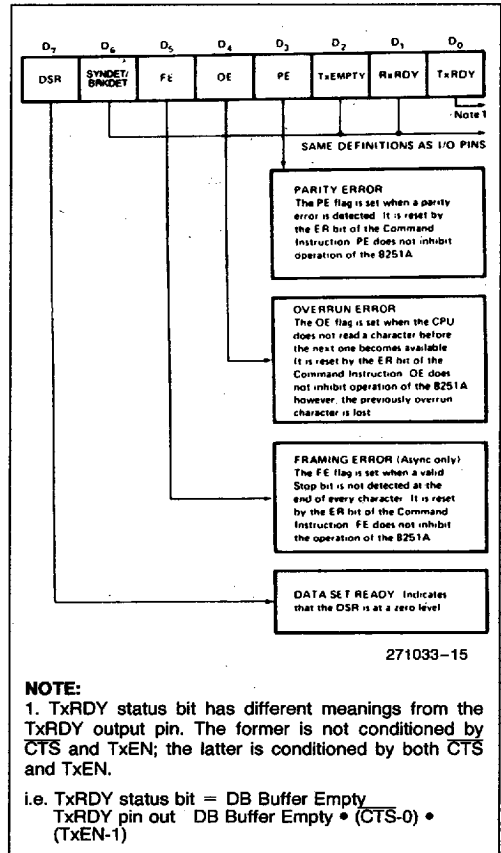 D7 D6 D5 D4 D3 D2 D1 D0
DSR SYNDET/ BRKDET FE OE PE TxEMPTY RxRDY TxRDY
Note 1
SAME DEFINITIONS AS I/O PINS
PARITY ERROR
The PE flag is set when a parity
error is detected It is reset by
the ER bit of the Command
Instruction PE does not inhibit
operation of the 8251A
OVERRUN ERROR
The OE flag is set when the CPU
does not read a character before
the next one becomes available
It is reset by the ER bit of the
Command Instruction OE does
not inhibit operation of the 8251A
however, the previously overrun
character is lost
FRAMING ERROR (Async only)
The FE flag is set when a valid
Stop bit is not detected at the
end of every character It is reset
by the ER bit of the Command
Instruction FE does not inhibit
the operation of the 8251A
DATA SET READY Indicates
that the DSR is at a zero level
271033-15
NOTE:
1. TxRDY status bit has different meanings from the
TxRDY output pin. The former is not conditioned by
CTS and TxEN; the latter is conditioned by both CTS
and TxEN.
i.e. TxRDY status bit = DB Buffer Empty
TxRDY pin out DB Buffer Empty • (CTS-0) •
(TxEN-1)